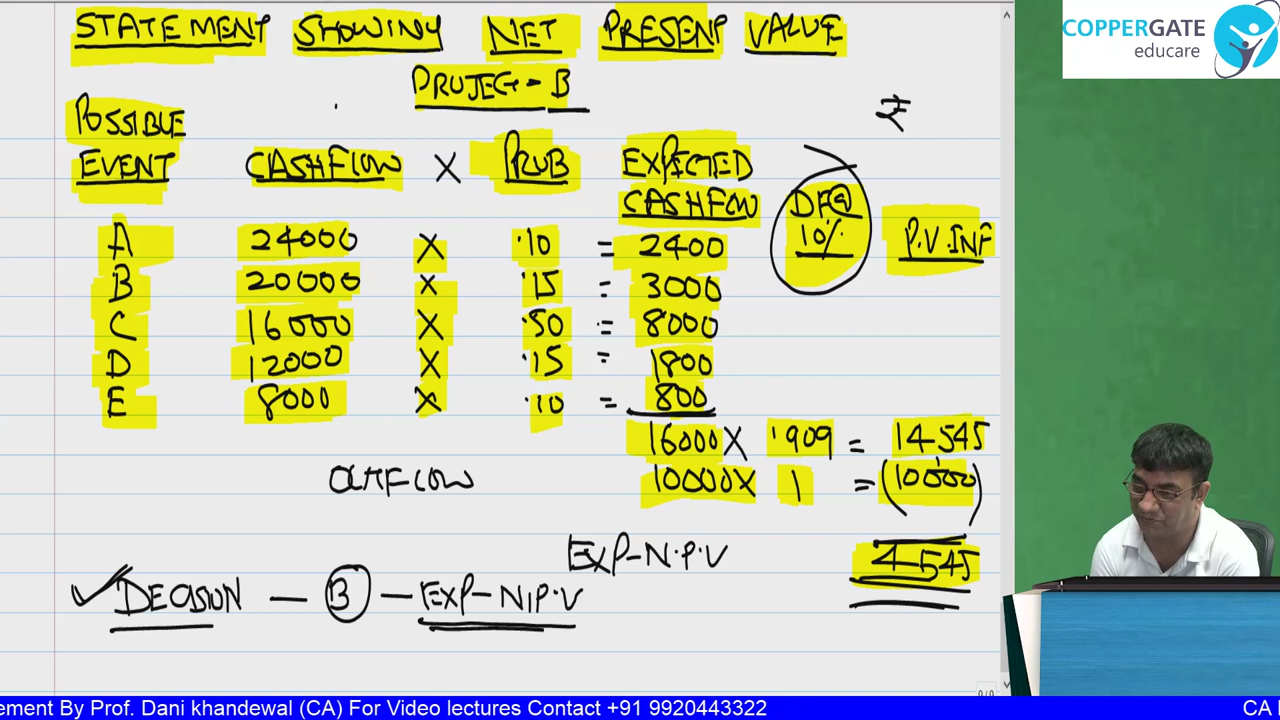 STATEMENT SHOWING NET PRESENT VALUE
PROJECT - B
₹
POSSIBLE EVENT CASHFLOW X PROB EXPECTED CASHFLOW DF@ 10% P.V.INF
A 24000 X .10 = 2400
B 20000 X .15 = 3000
C 16000 X .50 = 8000
D 12000 X .15 = 1800
E 8000 X .10 = 800
16000 X .909 = 14545
OUTFLOW 10000 X 1 = (10000)
EXP-N.P.V 4545
✓ DECISION — B — EXP-N.P.V
COPPERGATE
educare
ement By Prof. Dani khandewal (CA) For Video lectures Contact +91 9920443322 CA